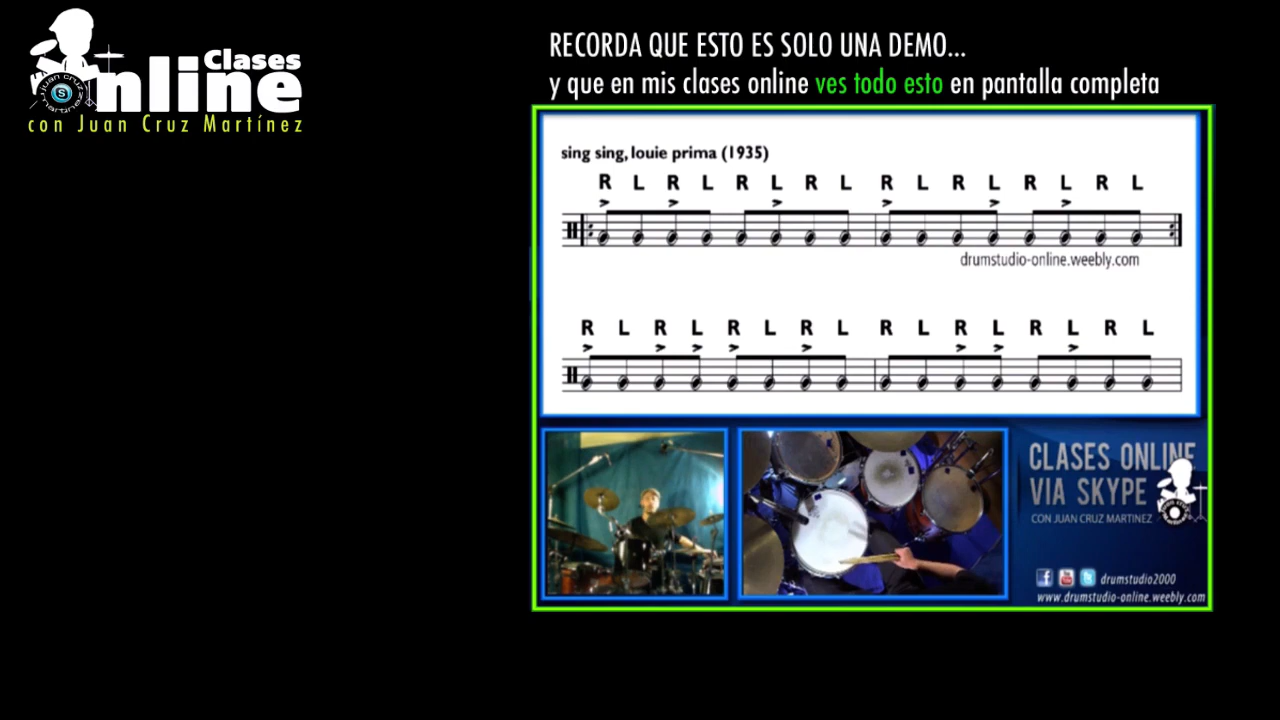 Clases
Online
con Juan Cruz Martínez
RECORDA QUE ESTO ES SOLO UNA DEMO...
y que en mis clases online ves todo esto en pantalla completa
sing sing, louie prima (1935)
R L R L R L R L R L R L R L R L
drumstudio-online.weebly.com
R L R L R L R L R L R L R L R L
CLASES ONLINE
VIA SKYPE
CON JUAN CRUZ MARTINEZ
drumstudio2000
www.drumstudio-online.weebly.com